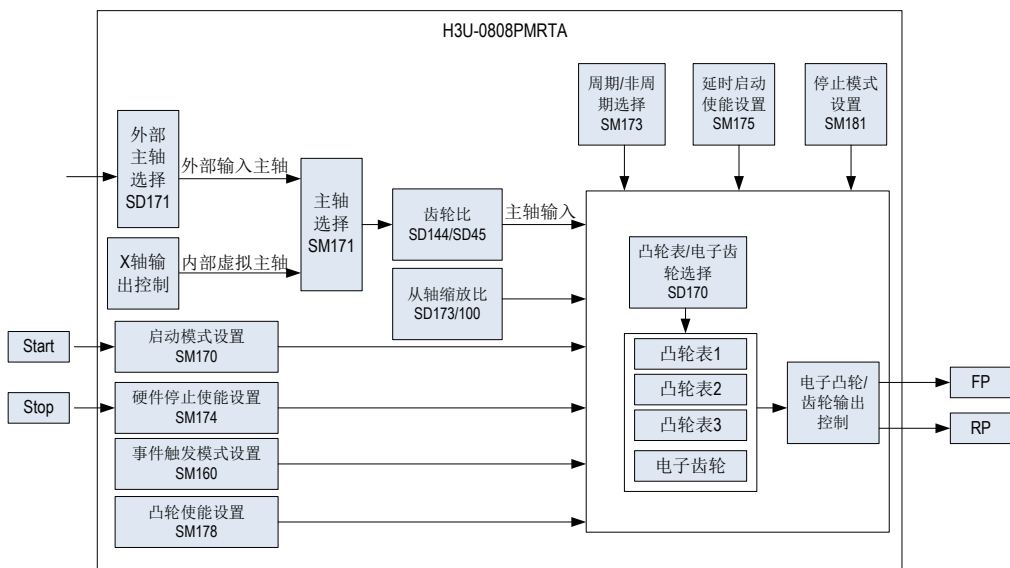 H3U-0808PMRTA
周期/非周
期选择
SM173
延时启动
使能设置
SM175
停止模式
设置
SM181
外部
主轴
选择
SD171
外部输入主轴
主轴
选择
SM171
齿轮比
SD144/SD45
主轴输入
X轴输
出控制
内部虚拟主轴
从轴缩放比
SD173/100
凸轮表/电子齿
轮选择
SD170
Start
启动模式设置
SM170
凸轮表1
Stop
硬件停止使能设置
SM174
凸轮表2
凸轮表3
电子齿轮
电子凸轮/
齿轮输出
控制
FP
RP
事件触发模式设置
SM160
凸轮使能设置
SM178